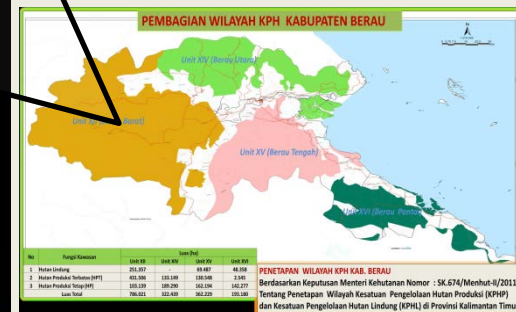 PEMBAGIAN WILAYAH KPH KABUPATEN BERAU
Unit XIV (Berau Utara)
Unit XV (Berau Tengah)
Unit XVI (Berau Pantai)
No Fungsi Kawasan Luas (ha)
Unit XIII Unit XIV Unit XV Unit XVI
1 Hutan Lindung 251.357 - 69.487 48.358
2 Hutan Produksi Terbatas (HPT) 431.506 133.149 130.548 2.545
3 Hutan Produksi Tetap (HP) 103.139 189.290 162.194 142.277
Luas Total 786.021 322.439 362.229 193.180
PENETAPAN WILAYAH KPH KAB. BERAU
Berdasarkan Keputusan Menteri Kehutanan Nomor : SK.674/Menhut-II/2011
Tentang Penetapan Wilayah Kesatuan Pengelolaan Hutan Produksi (KPHP)
dan Kesatuan Pengelolaan Hutan Lindung (KPHL) di Provinsi Kalimantan Timur